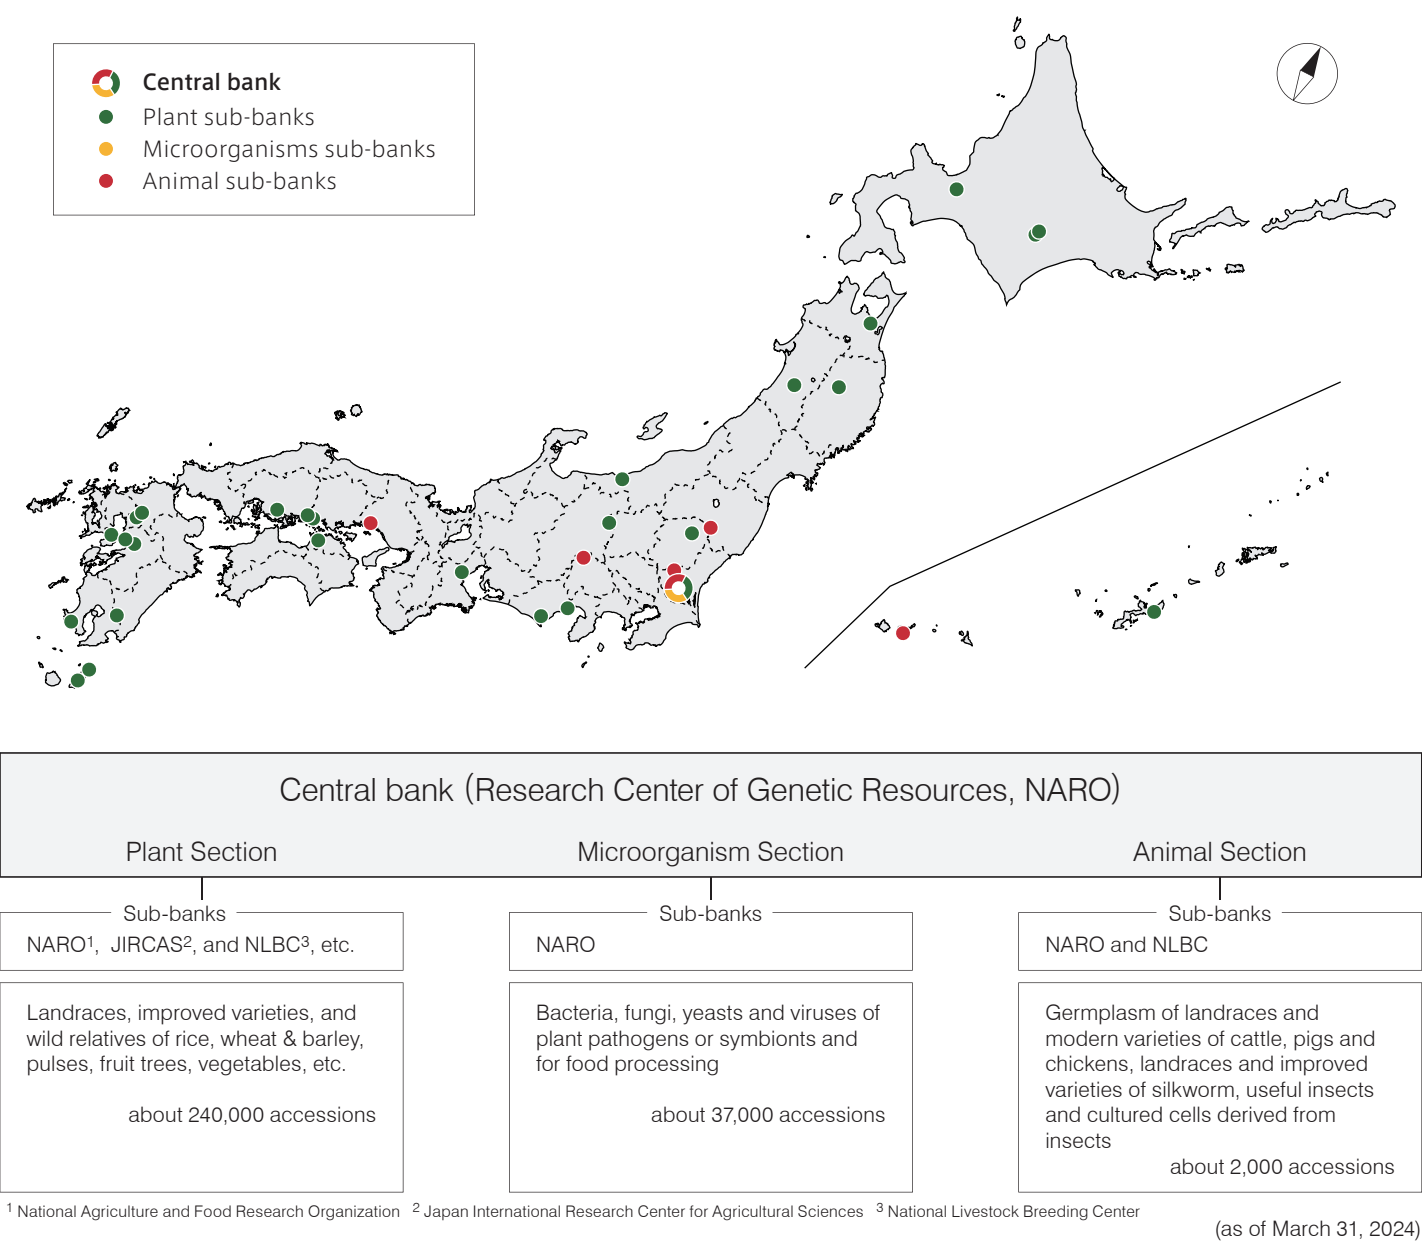 Central bank
Plant sub-banks
Microorganisms sub-banks
Animal sub-banks
Central bank (Research Center of Genetic Resources, NARO)
Plant Section
Microorganism Section
Animal Section
Sub-banks
NARO¹, JIRCAS², and NLBC³, etc.
Sub-banks
NARO
Sub-banks
NARO and NLBC
Landraces, improved varieties, and
wild relatives of rice, wheat & barley,
pulses, fruit trees, vegetables, etc.
about 240,000 accessions
Bacteria, fungi, yeasts and viruses of
plant pathogens or symbionts and
for food processing
about 37,000 accessions
Germplasm of landraces and
modern varieties of cattle, pigs and
chickens, landraces and improved
varieties of silkworm, useful insects
and cultured cells derived from
insects
about 2,000 accessions
¹ National Agriculture and Food Research Organization ² Japan International Research Center for Agricultural Sciences ³ National Livestock Breeding Center
(as of March 31, 2024)